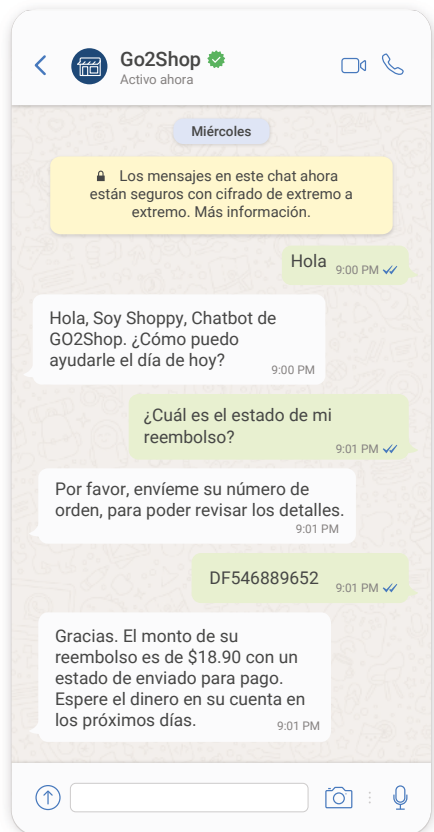 Go2Shop
Activo ahora
Miércoles
Los mensajes en este chat ahora
están seguros con cifrado de extremo a
extremo. Más información.
Hola
9:00 PM
Hola, Soy Shoppy, Chatbot de
GO2Shop. ¿Cómo puedo
ayudarle el día de hoy?
9:00 PM
¿Cuál es el estado de mi
reembolso?
9:01 PM
Por favor, envíeme su número de
orden, para poder revisar los detalles.
9:01 PM
DF546889652
9:01 PM
Gracias. El monto de su
reembolso es de $18.90 con un
estado de enviado para pago.
Espere el dinero en su cuenta en
los próximos días.
9:01 PM